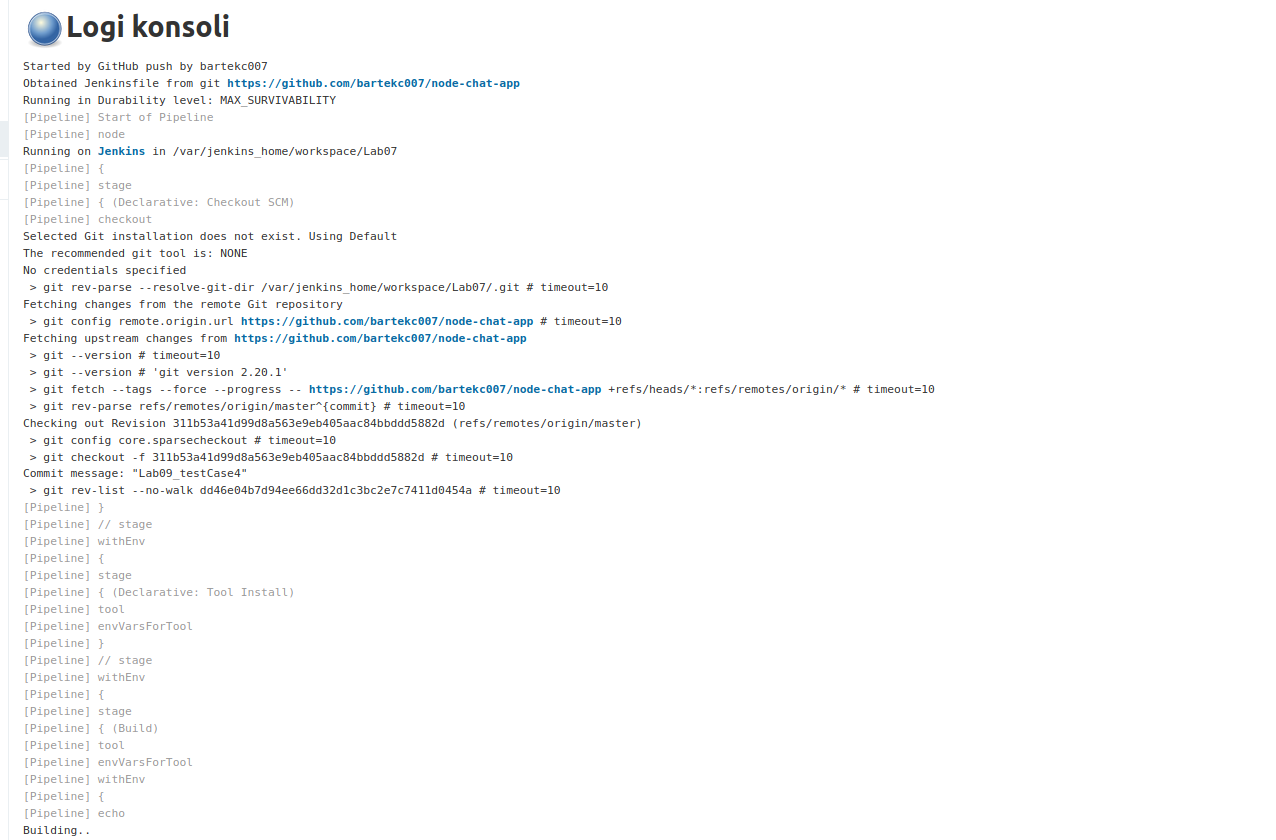 Logi konsoli
Started by GitHub push by bartekc007
Obtained Jenkinsfile from git https://github.com/bartekc007/node-chat-app
Running in Durability level: MAX_SURVIVABILITY
[Pipeline] Start of Pipeline
[Pipeline] node
Running on Jenkins in /var/jenkins_home/workspace/Lab07
[Pipeline] {
[Pipeline] stage
[Pipeline] { (Declarative: Checkout SCM)
[Pipeline] checkout
Selected Git installation does not exist. Using Default
The recommended git tool is: NONE
No credentials specified
 > git rev-parse --resolve-git-dir /var/jenkins_home/workspace/Lab07/.git # timeout=10
Fetching changes from the remote Git repository
 > git config remote.origin.url https://github.com/bartekc007/node-chat-app # timeout=10
Fetching upstream changes from https://github.com/bartekc007/node-chat-app
 > git --version # timeout=10
 > git --version # 'git version 2.20.1'
 > git fetch --tags --force --progress -- https://github.com/bartekc007/node-chat-app +refs/heads/*:refs/remotes/origin/* # timeout=10
 > git rev-parse refs/remotes/origin/master^{commit} # timeout=10
Checking out Revision 311b53a41d99d8a563e9eb405aac84bbddd5882d (refs/remotes/origin/master)
 > git config core.sparsecheckout # timeout=10
 > git checkout -f 311b53a41d99d8a563e9eb405aac84bbddd5882d # timeout=10
Commit message: "Lab09_testCase4"
 > git rev-list --no-walk dd46e04b7d94ee66dd32d1c3bc2e7c7411d0454a # timeout=10
[Pipeline] }
[Pipeline] // stage
[Pipeline] withEnv
[Pipeline] {
[Pipeline] stage
[Pipeline] { (Declarative: Tool Install)
[Pipeline] tool
[Pipeline] envVarsForTool
[Pipeline] }
[Pipeline] // stage
[Pipeline] withEnv
[Pipeline] {
[Pipeline] stage
[Pipeline] { (Build)
[Pipeline] tool
[Pipeline] envVarsForTool
[Pipeline] withEnv
[Pipeline] {
[Pipeline] echo
Building..